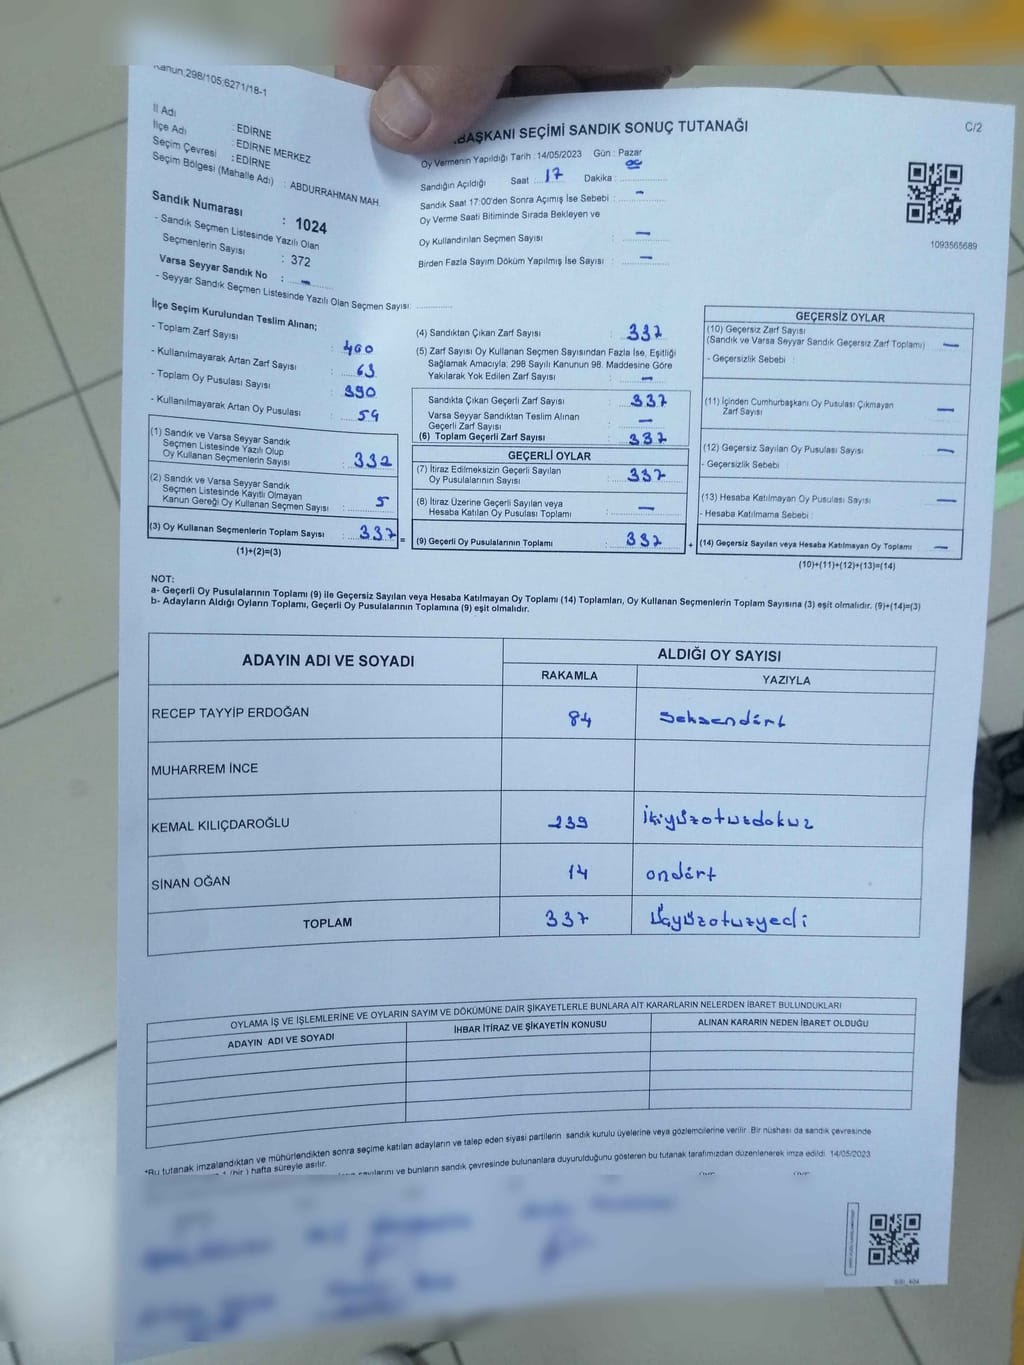 Kanun;298/105;6271/18-1
İl Adı : EDİRNE
İlçe Adı : EDİRNE MERKEZ
Seçim Çevresi : EDİRNE
Seçim Bölgesi (Mahalle Adı) : ABDURRAHMAN MAH.
BAŞKANI SEÇİMİ SANDIK SONUÇ TUTANAĞI
C/2
Oy Vermenin Yapıldığı Tarih : 14/05/2023 Gün : Pazar
Sandığın Açıldığı Saat 17 Dakika : 00
Sandık Saat 17:00'den Sonra Açımış İse Sebebi : –
Oy Verme Saati Bitiminde Sırada Bekleyen ve
Oy Kullandırılan Seçmen Sayısı : –
Birden Fazla Sayım Döküm Yapılmış İse Sayısı : –
1093565689
Sandık Numarası : 1024
- Sandık Seçmen Listesinde Yazılı Olan
Seçmenlerin Sayısı : 372
Varsa Seyyar Sandık No : –
- Seyyar Sandık Seçmen Listesinde Yazılı Olan Seçmen Sayısı:
İlçe Seçim Kurulundan Teslim Alınan;
- Toplam Zarf Sayısı : 400
- Kullanılmayarak Artan Zarf Sayısı : 63
- Toplam Oy Pusulası Sayısı : 390
- Kullanılmayarak Artan Oy Pusulası : 59
(1) Sandık ve Varsa Seyyar Sandık
Seçmen Listesinde Yazılı Olup
Oy Kullanan Seçmenlerin Sayısı : 332
(2) Sandık ve Varsa Seyyar Sandık
Seçmen Listesinde Kayıtlı Olmayan
Kanun Gereği Oy Kullanan Seçmen Sayısı : 5
(3) Oy Kullanan Seçmenlerin Toplam Sayısı : 337
(1)+(2)=(3)
=
(4) Sandıktan Çıkan Zarf Sayısı : 337
(5) Zarf Sayısı Oy Kullanan Seçmen Sayısından Fazla İse, Eşitliği
Sağlamak Amacıyla; 298 Sayılı Kanunun 98. Maddesine Göre
Yakılarak Yok Edilen Zarf Sayısı : –
Sandıkta Çıkan Geçerli Zarf Sayısı : 337
Varsa Seyyar Sandıktan Teslim Alınan
Geçerli Zarf Sayısı : –
(6) Toplam Geçerli Zarf Sayısı : 337
GEÇERLİ OYLAR
(7) İtiraz Edilmeksizin Geçerli Sayılan
Oy Pusulalarının Sayısı : 337
(8) İtiraz Üzerine Geçerli Sayılan veya
Hesaba Katılan Oy Pusulası Toplamı : –
(9) Geçerli Oy Pusulalarının Toplamı : 337
+
GEÇERSİZ OYLAR
(10) Geçersiz Zarf Sayısı
(Sandık ve Varsa Seyyar Sandık Geçersiz Zarf Toplamı) –
- Geçersizlik Sebebi :
(11) İçinden Cumhurbaşkanı Oy Pusulası Çıkmayan
Zarf Sayısı –
(12) Geçersiz Sayılan Oy Pusulası Sayısı –
- Geçersizlik Sebebi :
(13) Hesaba Katılmayan Oy Pusulası Sayısı –
- Hesaba Katılmama Sebebi :
(14) Geçersiz Sayılan veya Hesaba Katılmayan Oy Toplamı : –
(10)+(11)+(12)+(13)=(14)
NOT:
a- Geçerli Oy Pusulalarının Toplamı (9) ile Geçersiz Sayılan veya Hesaba Katılmayan Oy Toplamı (14) Toplamları, Oy Kullanan Seçmenlerin Toplam Sayısına (3) eşit olmalıdır. (9)+(14)=(3)
b- Adayların Aldığı Oyların Toplamı, Geçerli Oy Pusulalarının Toplamına (9) eşit olmalıdır.
ADAYIN ADI VE SOYADI ALDIĞI OY SAYISI
RAKAMLA YAZIYLA
RECEP TAYYİP ERDOĞAN 84 Seksendört
MUHARREM İNCE
KEMAL KILIÇDAROĞLU 239 İkiyüzotuzdokuz
SİNAN OĞAN 14 ondört
TOPLAM 337 Üçyüzotuzyedi
OYLAMA İŞ VE İŞLEMLERİNE VE OYLARIN SAYIM VE DÖKÜMÜNE DAİR ŞİKAYETLERLE BUNLARA AİT KARARLARIN NELERDEN İBARET BULUNDUKLARI
ADAYIN ADI VE SOYADI İHBAR İTİRAZ VE ŞİKAYETİN KONUSU ALINAN KARARIN NEDEN İBARET OLDUĞU
*Bu tutanak imzalandıktan ve mühürlendikten sonra seçime katılan adayların ve talep eden siyasi partilerin sandık kurulu üyelerine veya gözlemcilerine verilir. Bir nüshası da sandık çevresinde
1 (bir) hafta süreyle asılır.
sayılarını ve bunların sandık çevresinde bulunanlara duyurulduğunu gösteren bu tutanak tarafımızdan düzenlenerek imza edildi. 14/05/2023